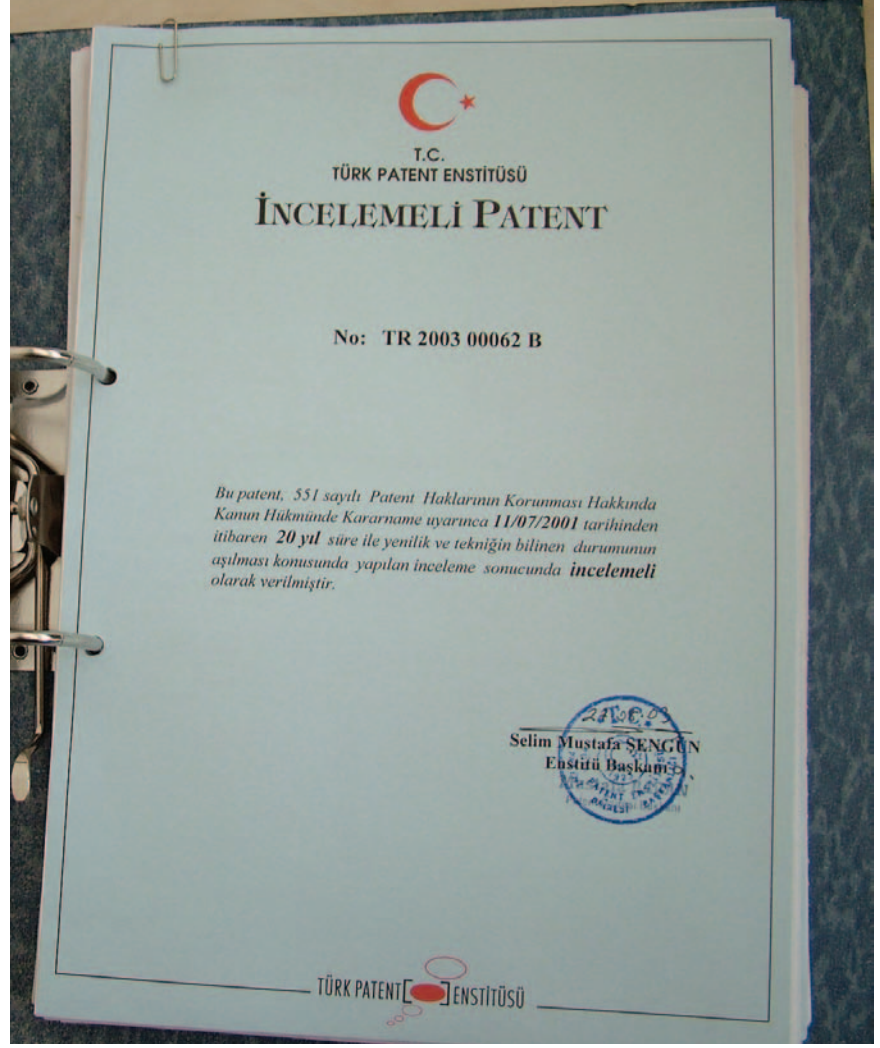 T.C.
TÜRK PATENT ENSTİTÜSÜ
İNCELEMELİ PATENT
No: TR 2003 00062 B
Bu patent, 551 sayılı Patent Haklarının Korunması Hakkında
Kanun Hükmünde Kararname uyarınca 11/07/2001 tarihinden
itibaren 20 yıl süre ile yenilik ve tekniğin bilinen durumunun
aşılması konusunda yapılan inceleme sonucunda incelemeli
olarak verilmiştir.
T.C.
Selim Mustafa ŞENGÜN
Enstitü Başkanı
PATENT
TÜRK PATENT ENSTİTÜSÜ